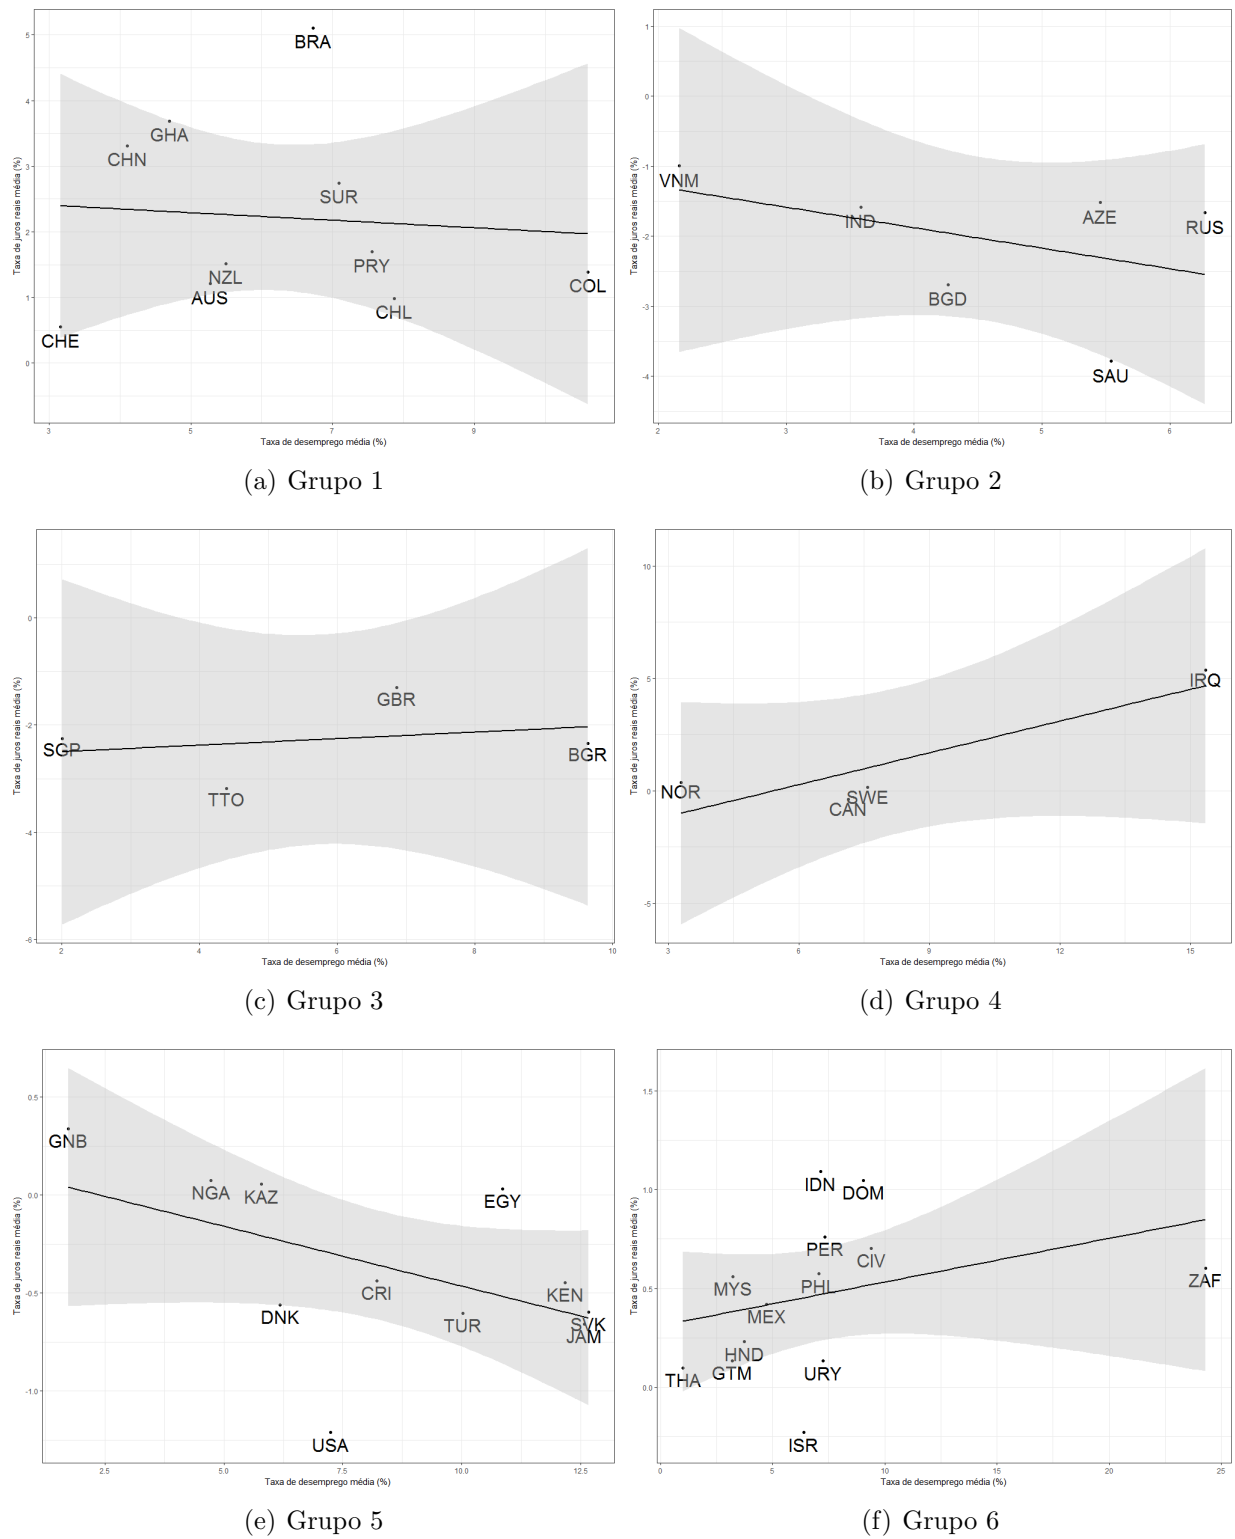 5
4
3
2
1
0
BRA
GHA
CHN
SUR
PRY
NZL
AUS
COL
CHL
CHE
3
5
7
9
Taxa de juros reais média (%)
Taxa de desemprego média (%)
(a) Grupo 1
1
0
-1
-2
-3
-4
VNM
IND
AZE
RUS
BGD
SAU
2
3
4
5
6
Taxa de juros reais média (%)
Taxa de desemprego média (%)
(b) Grupo 2
0
-2
-4
-6
GBR
SGP
BGR
TTO
2
4
6
8
10
Taxa de juros reais média (%)
Taxa de desemprego média (%)
(c) Grupo 3
10
5
0
-5
IRQ
NOR
SWE
CAN
3
6
9
12
15
Taxa de juros reais média (%)
Taxa de desemprego média (%)
(d) Grupo 4
0.5
0.0
-0.5
-1.0
GNB
NGA
KAZ
EGY
CRI
KEN
DNK
TUR
SVK
JAM
USA
2.5
5.0
7.5
10.0
12.5
Taxa de juros reais média (%)
Taxa de desemprego média (%)
(e) Grupo 5
1.5
1.0
0.5
0.0
IDN
DOM
PER
CIV
PHL
MYS
ZAF
MEX
HND
GTM
URY
THA
ISR
0
5
10
15
20
25
Taxa de juros reais média (%)
Taxa de desemprego média (%)
(f) Grupo 6